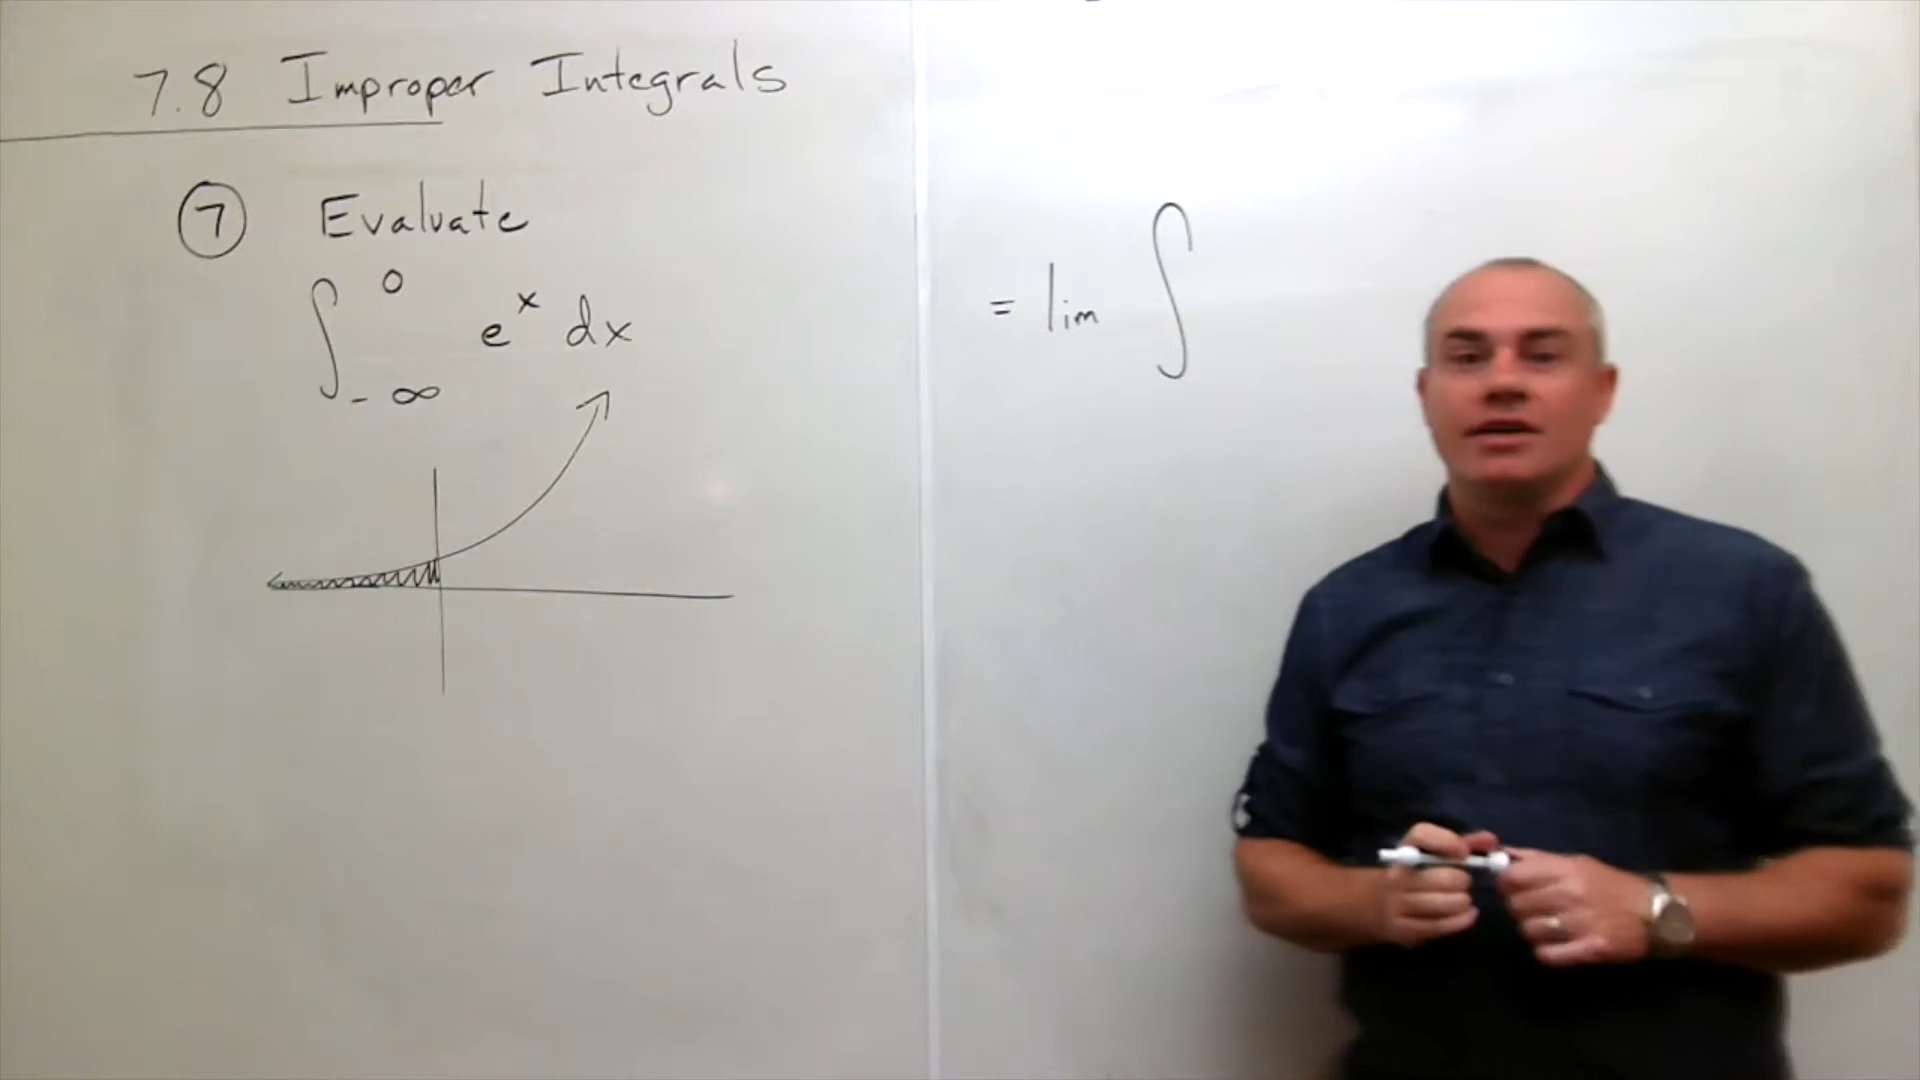 7.8 Improper Integrals
⑦ Evaluate
∫_{-∞}^{0} e^x dx
= lim ∫